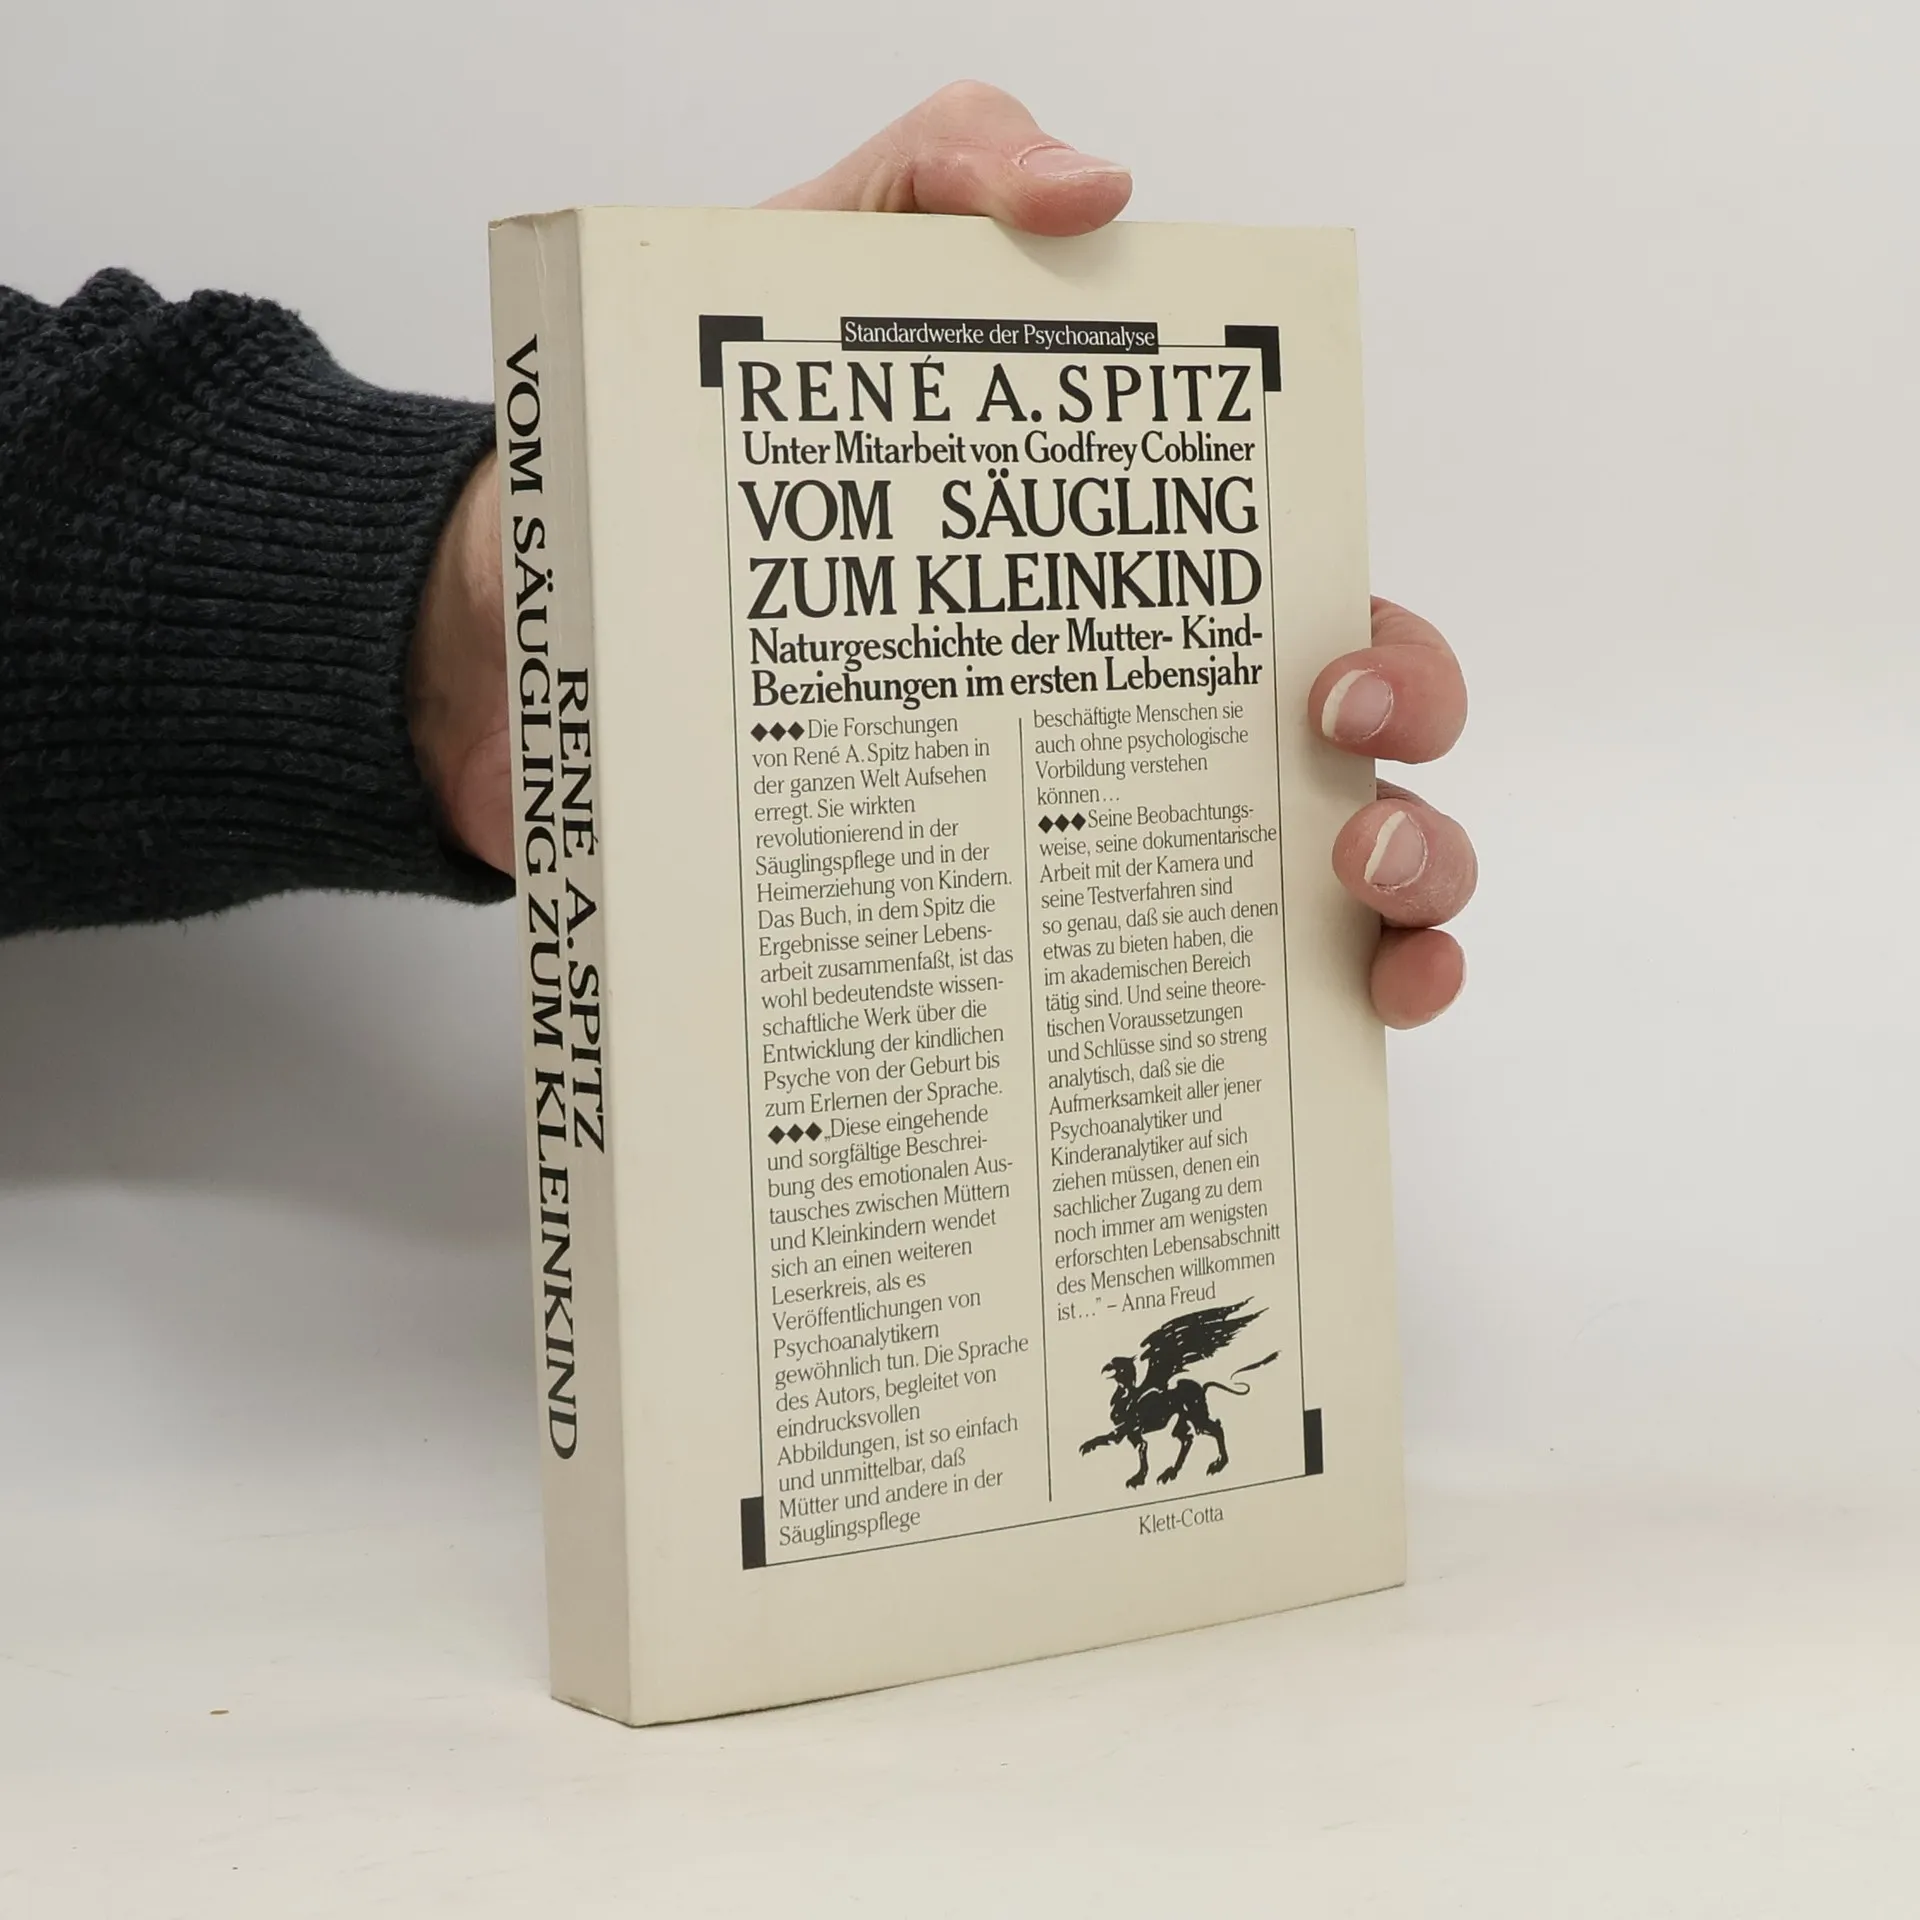 VOM SÄUGLING ZUM KLEINKIND
RENÉ A. SPITZ
Standardwerke der Psychoanalyse
RENÉ A. SPITZ
Unter Mitarbeit von Godfrey Cobliner
VOM SÄUGLING
ZUM KLEINKIND
Naturgeschichte der Mutter- Kind-
Beziehungen im ersten Lebensjahr
◆◆◆Die Forschungen
von René A. Spitz haben in
der ganzen Welt Aufsehen
erregt. Sie wirkten
revolutionierend in der
Säuglingspflege und in der
Heimerziehung von Kindern.
Das Buch, in dem Spitz die
Ergebnisse seiner Lebens-
arbeit zusammenfaßt, ist das
wohl bedeutendste wissen-
schaftliche Werk über die
Entwicklung der kindlichen
Psyche von der Geburt bis
zum Erlernen der Sprache.
◆◆◆„Diese eingehende
und sorgfältige Beschrei-
bung des emotionalen Aus-
tausches zwischen Müttern
und Kleinkindern wendet
sich an einen weiteren
Leserkreis, als es
Veröffentlichungen von
Psychoanalytikern
gewöhnlich tun. Die Sprache
des Autors, begleitet von
eindrucksvollen
Abbildungen, ist so einfach
und unmittelbar, daß
Mütter und andere in der
Säuglingspflege
beschäftigte Menschen sie
auch ohne psychologische
Vorbildung verstehen
können...
◆◆◆Seine Beobachtungs-
weise, seine dokumentarische
Arbeit mit der Kamera und
seine Testverfahren sind
so genau, daß sie auch denen
etwas zu bieten haben, die
im akademischen Bereich
tätig sind. Und seine theore-
tischen Voraussetzungen
und Schlüsse sind so streng
analytisch, daß sie die
Aufmerksamkeit aller jener
Psychoanalytiker und
Kinderanalytiker auf sich
ziehen müssen, denen ein
sachlicher Zugang zu dem
noch immer am wenigsten
erforschten Lebensabschnitt
des Menschen willkommen
ist...” – Anna Freud
Klett-Cotta